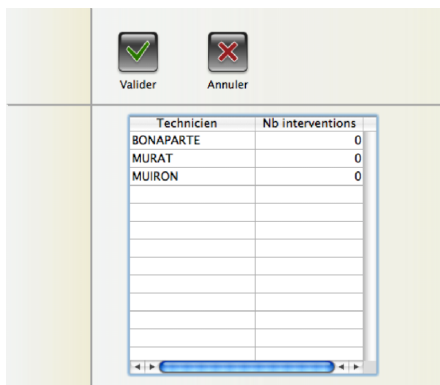 Valider Annuler
Technicien Nb interventions
BONAPARTE 0
MURAT 0
MUIRON 0